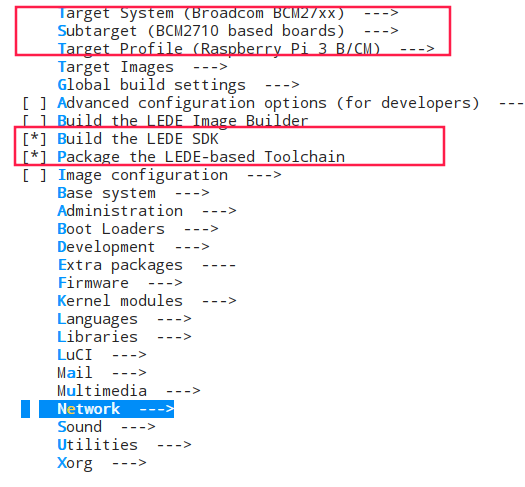 Target System (Broadcom BCM27xx)  --->
Subtarget (BCM2710 based boards)  --->
Target Profile (Raspberry Pi 3 B/CM)  --->
Target Images  --->
Global build settings  --->
[ ] Advanced configuration options (for developers)  ---
[ ] Build the LEDE Image Builder
[*] Build the LEDE SDK
[*] Package the LEDE-based Toolchain
[ ] Image configuration  --->
Base system  --->
Administration  --->
Boot Loaders  --->
Development  --->
Extra packages  ----
Firmware  --->
Kernel modules  --->
Languages  --->
Libraries  --->
LuCI  --->
Mail  --->
Multimedia  --->
Network  --->
Sound  --->
Utilities  --->
Xorg  --->